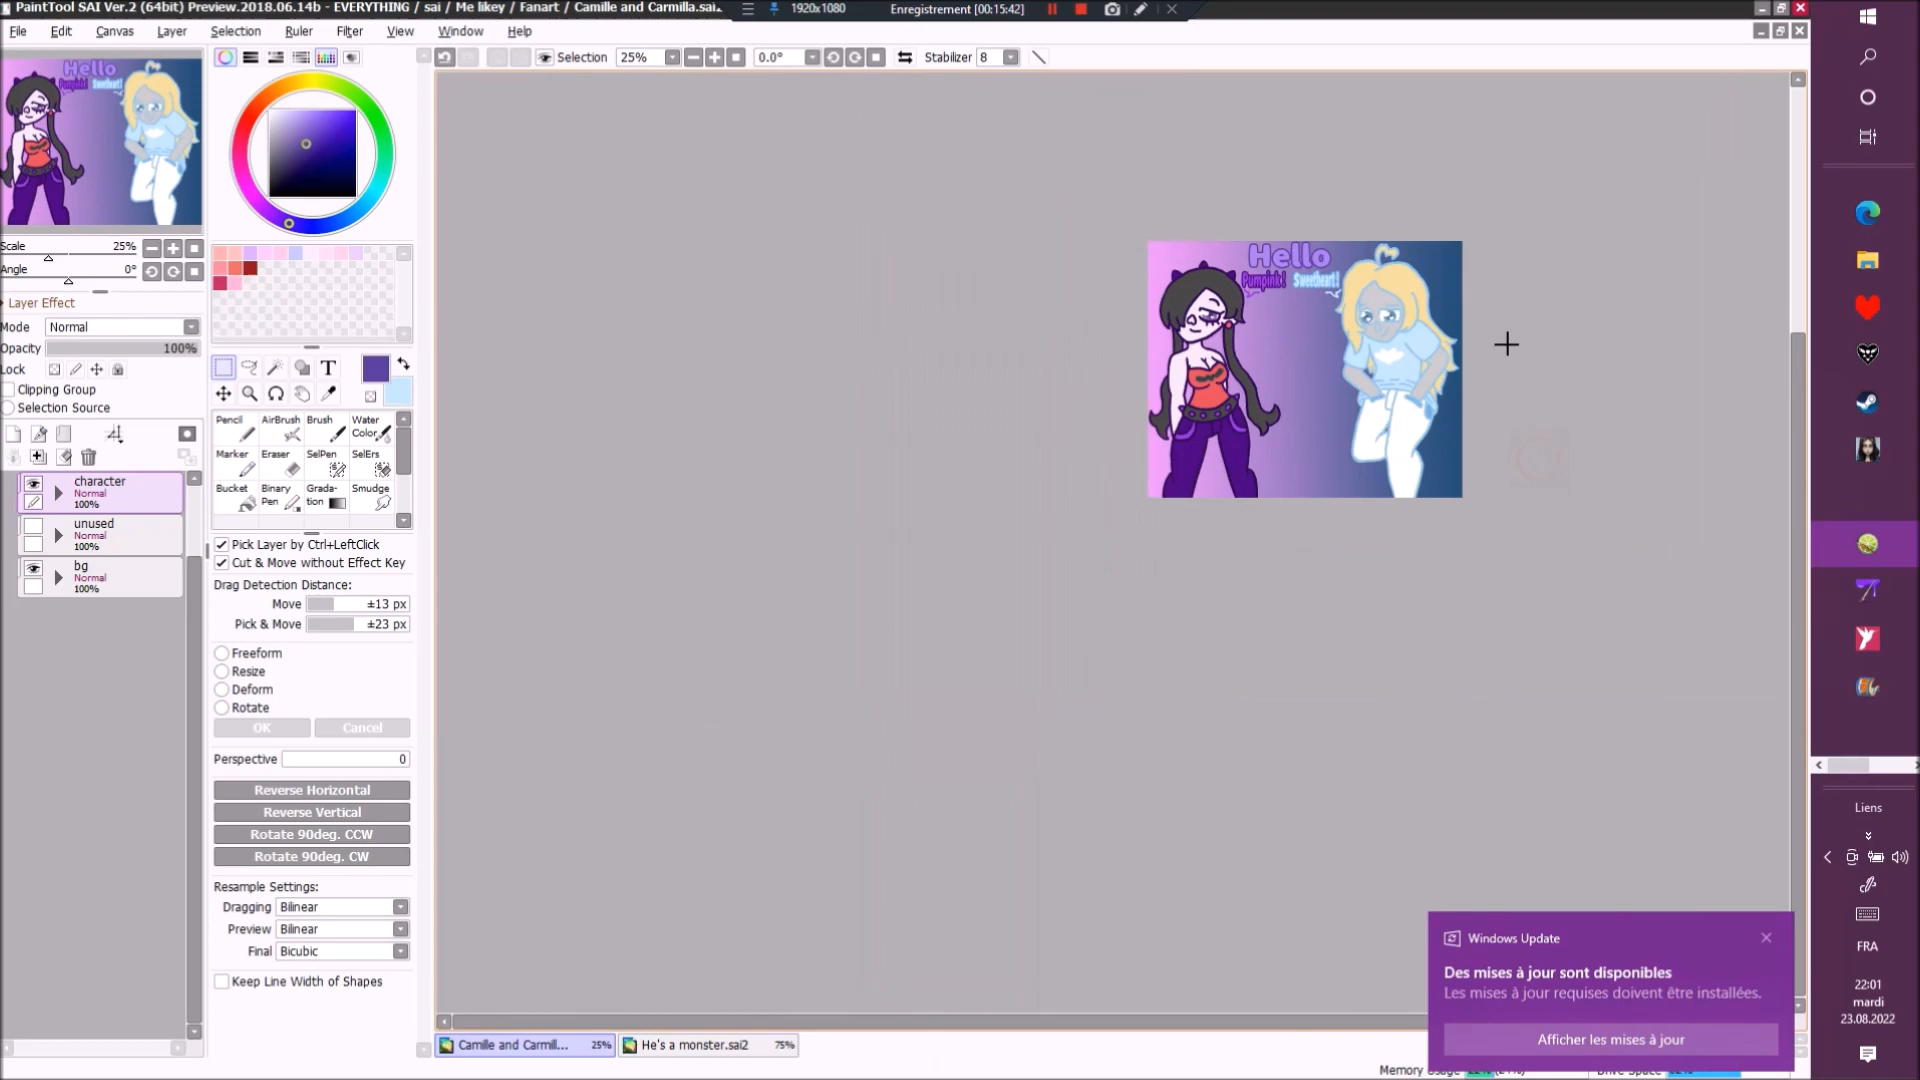 PaintTool SAI Ver.2 (64bit) Preview.2018.06.14b - EVERYTHING / sai / Me likey / Fanart / Camille and Carmilla.sai2
1920x1080
Enregistrement [00:15:42]
File Edit Canvas Layer Selection Ruler Filter View Window Help
Selection 25% 0.0° Stabilizer 8
Hello
Pumpink! Sweetheart!
Scale 25%
Angle 0°
Layer Effect
Mode Normal
Opacity 100%
Lock
Clipping Group
Selection Source
character
Normal
100%
unused
Normal
100%
bg
Normal
100%
T
Pencil AirBrush Brush Water Color
Marker Eraser SelPen SelErs
Bucket Binary Pen Grada-tion Smudge
Pick Layer by Ctrl+LeftClick
Cut & Move without Effect Key
Drag Detection Distance:
Move ±13 px
Pick & Move ±23 px
Freeform
Resize
Deform
Rotate
OK Cancel
Perspective 0
Reverse Horizontal
Reverse Vertical
Rotate 90deg. CCW
Rotate 90deg. CW
Resample Settings:
Dragging Bilinear
Preview Bilinear
Final Bicubic
Keep Line Width of Shapes
Hello
Pumpink! Sweetheart!
Camille and Carmill... 25%
He's a monster.sai2 75%
Windows Update
Des mises à jour sont disponibles
Les mises à jour requises doivent être installées.
Afficher les mises à jour
Liens
FRA
22:01
mardi
23.08.2022